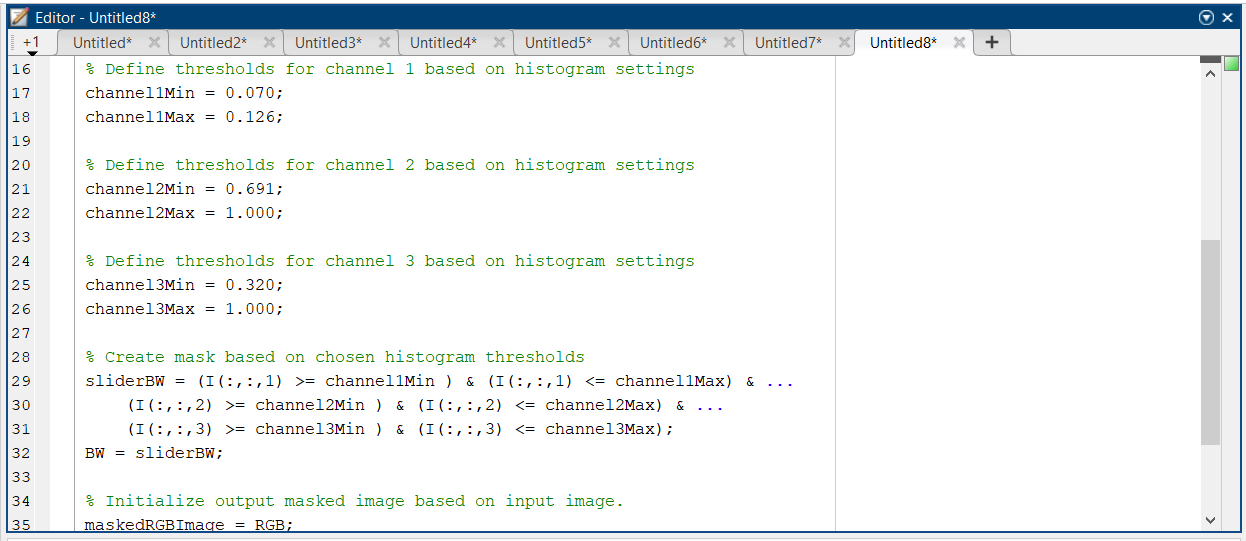 Editor - Untitled8*
+1 Untitled* Untitled2* Untitled3* Untitled4* Untitled5* Untitled6* Untitled7* Untitled8* +
16 % Define thresholds for channel 1 based on histogram settings
17 channel1Min = 0.070;
18 channel1Max = 0.126;
19
20 % Define thresholds for channel 2 based on histogram settings
21 channel2Min = 0.691;
22 channel2Max = 1.000;
23
24 % Define thresholds for channel 3 based on histogram settings
25 channel3Min = 0.320;
26 channel3Max = 1.000;
27
28 % Create mask based on chosen histogram thresholds
29 sliderBW = (I(:,:,1) >= channel1Min ) & (I(:,:,1) <= channel1Max) & ...
30 (I(:,:,2) >= channel2Min ) & (I(:,:,2) <= channel2Max) & ...
31 (I(:,:,3) >= channel3Min ) & (I(:,:,3) <= channel3Max);
32 BW = sliderBW;
33
34 % Initialize output masked image based on input image.
35 maskedRGBImage = RGB;